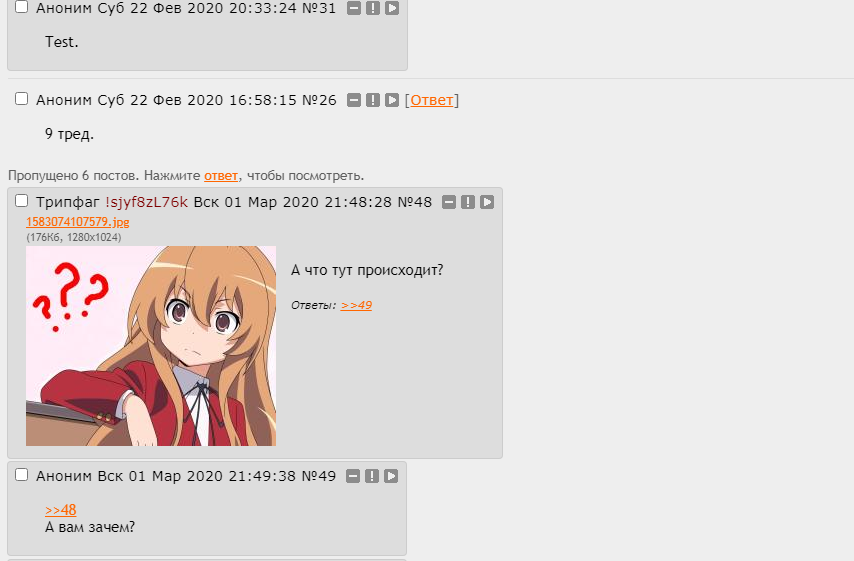 Аноним Суб 22 Фев 2020 20:33:24 №31
Test.
Аноним Суб 22 Фев 2020 16:58:15 №26 [Ответ]
9 тред.
Пропущено 6 постов. Нажмите ответ, чтобы посмотреть.
Трипфаг !sjyf8zL76k Вск 01 Мар 2020 21:48:28 №48
1583074107579.jpg
(176Кб, 1280x1024)
???
А что тут происходит?
Ответы: >>49
Аноним Вск 01 Мар 2020 21:49:38 №49
>>48
А вам зачем?